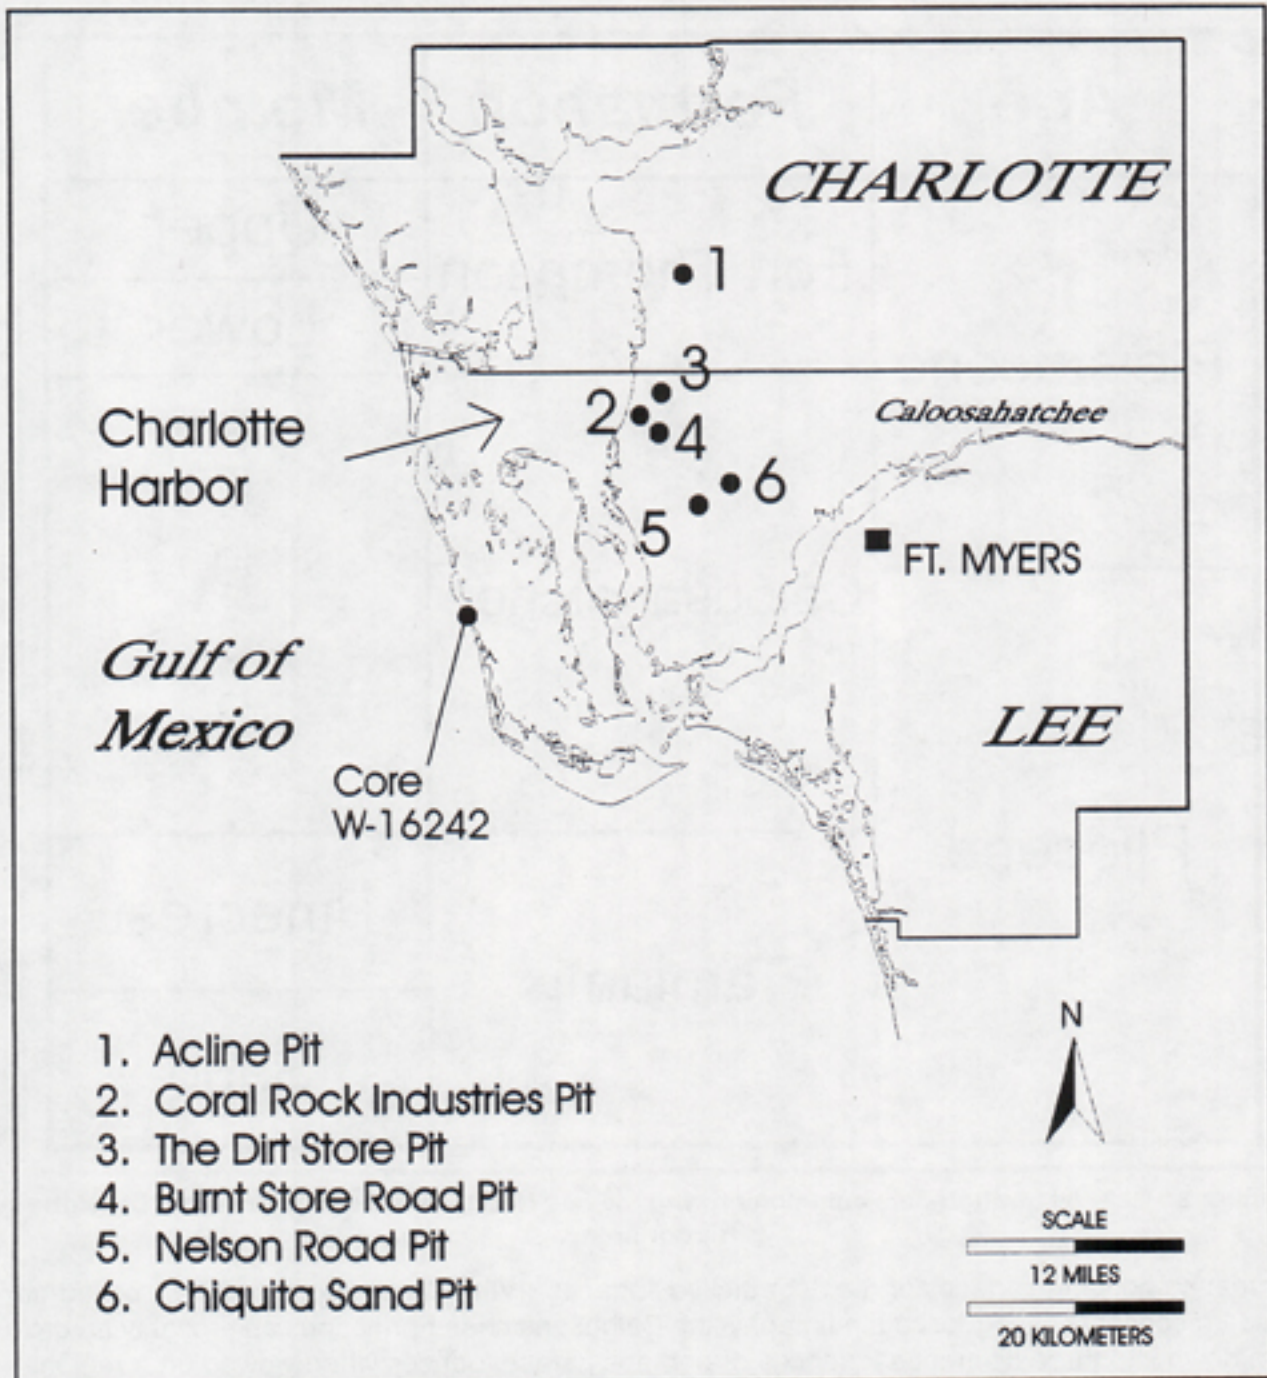 CHARLOTTE
1
3
2
4
Caloosahatchee
Charlotte
Harbor
6
5
FT. MYERS
Gulf of
Mexico
LEE
Core
W-16242
N
1. Acline Pit
2. Coral Rock Industries Pit
3. The Dirt Store Pit
4. Burnt Store Road Pit
5. Nelson Road Pit
6. Chiquita Sand Pit
SCALE
12 MILES
20 KILOMETERS